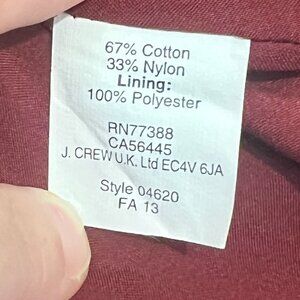 67% Cotton
33% Nylon
Lining:
100% Polyester
RN77388
CA56445
J. CREW U.K. Ltd EC4V 6JA
Style 04620
FA 13